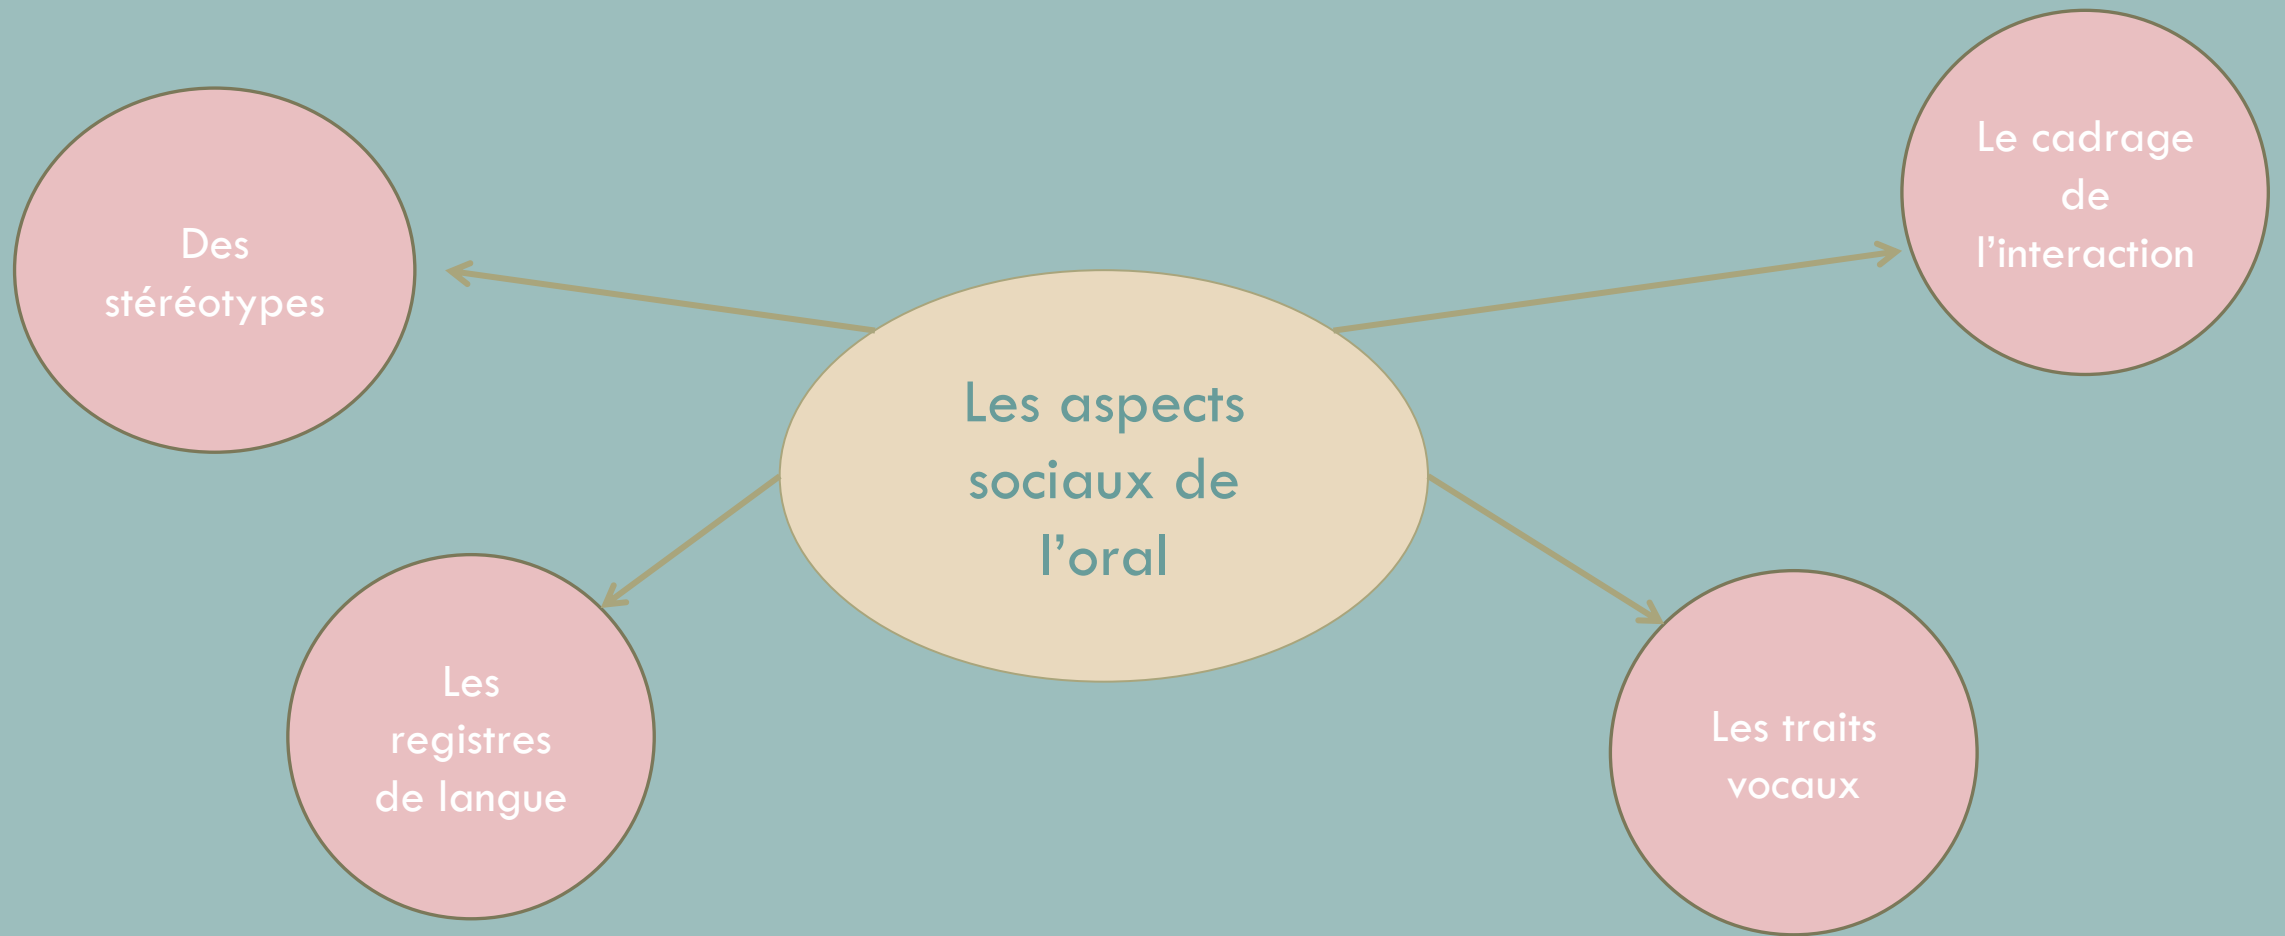 Des
stéréotypes
Le cadrage
de
l’interaction
Les aspects
sociaux de
l’oral
Les
registres
de langue
Les traits
vocaux